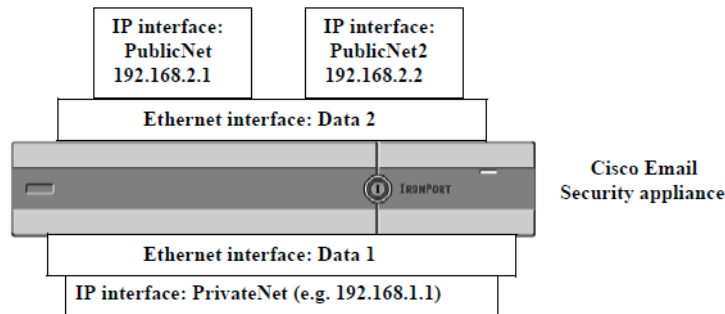 IP interface:
PublicNet
192.168.2.1
IP interface:
PublicNet2
192.168.2.2
Ethernet interface: Data 2
IRONPORT
Cisco Email
Security appliance
Ethernet interface: Data 1
IP interface: PrivateNet (e.g. 192.168.1.1)